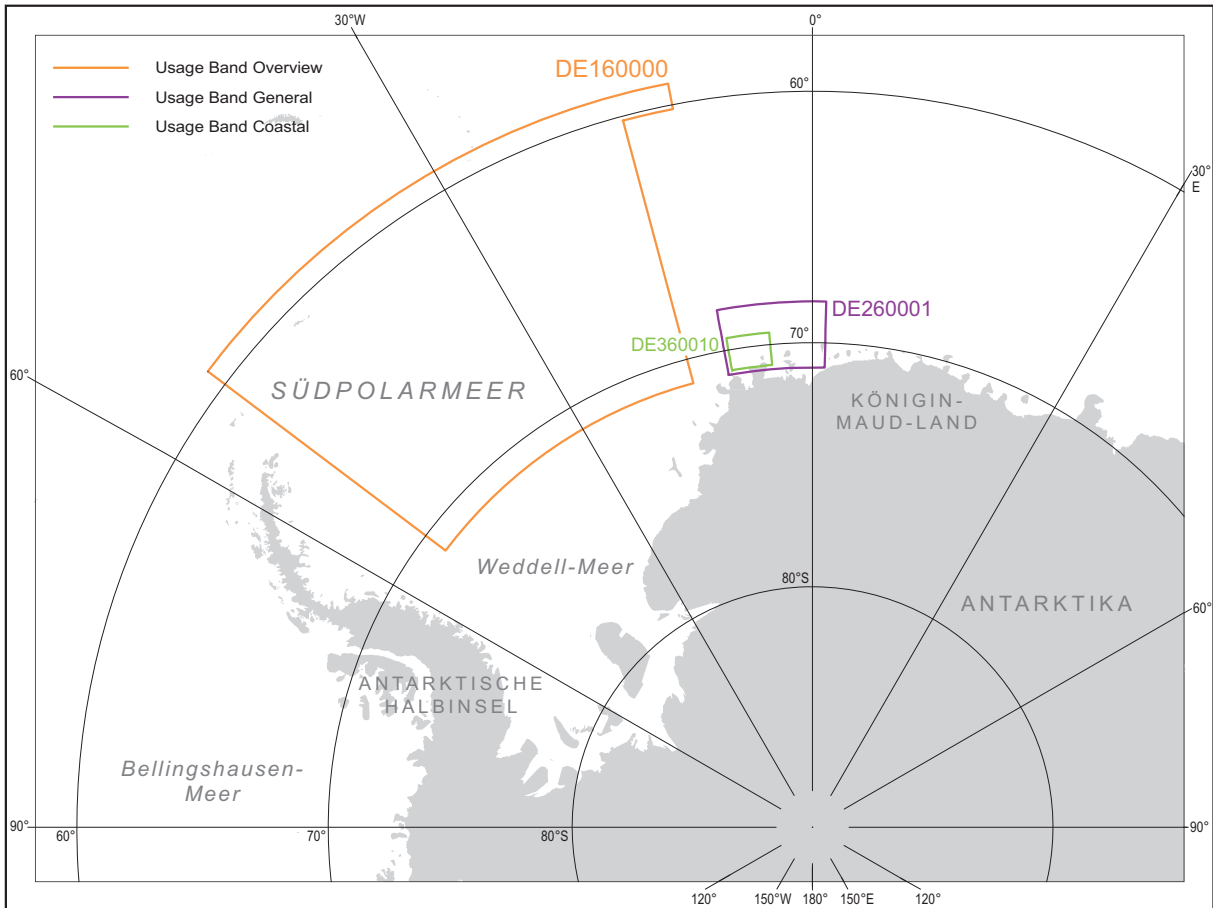 30°W
0°
Usage Band Overview
Usage Band General
Usage Band Coastal
DE160000
60°
30°
E
DE260001
70°
DE360010
60°
SÜDPOLARMEER
KÖNIGIN-
MAUD-LAND
Weddell-Meer
80°S
ANTARKTIKA
60°
ANTARKTISCHE
HALBINSEL
Bellingshausen-
Meer
90°
60°
70°
80°S
90°
120°
150°W
180°
150°E
120°